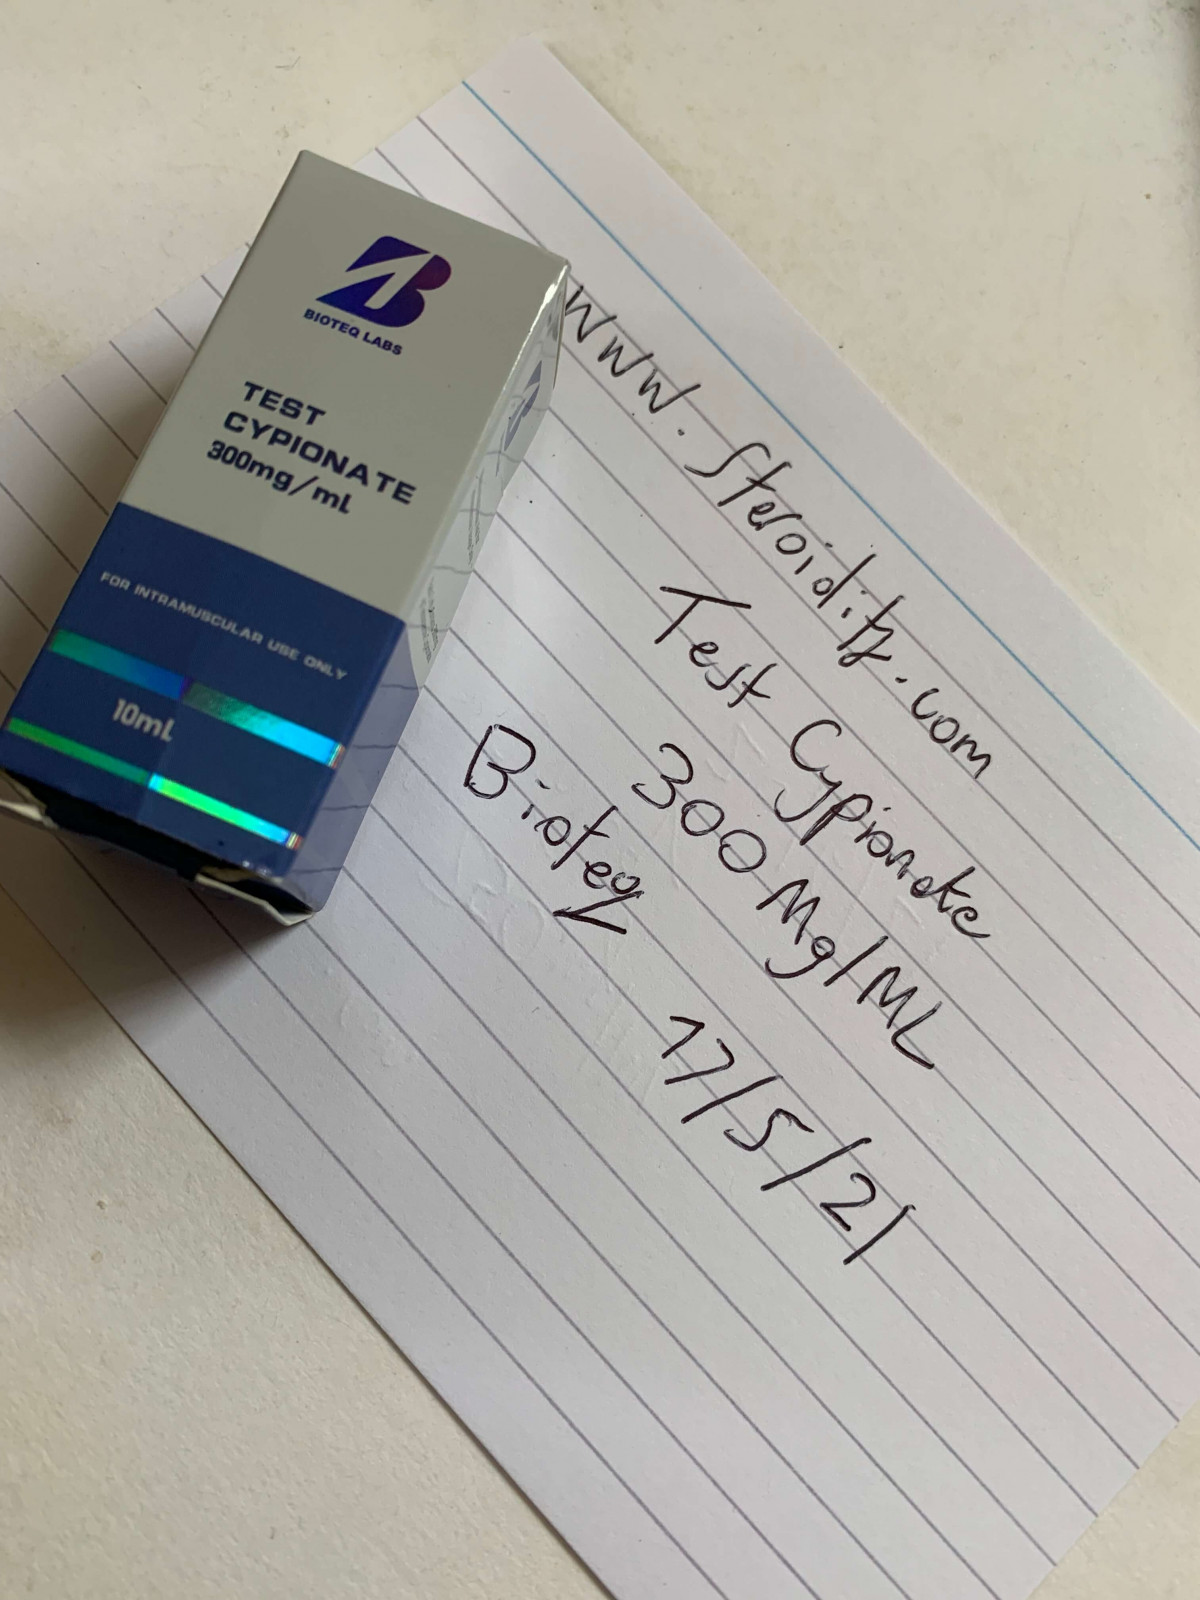 BIOTEQ LABS
TEST
CYPIONATE
300mg/mL
FOR INTRAMUSCULAR USE ONLY
10mL
www.steroidify.com
Test Cypionate
300 Mg/ML
Bioteq
17/5/21